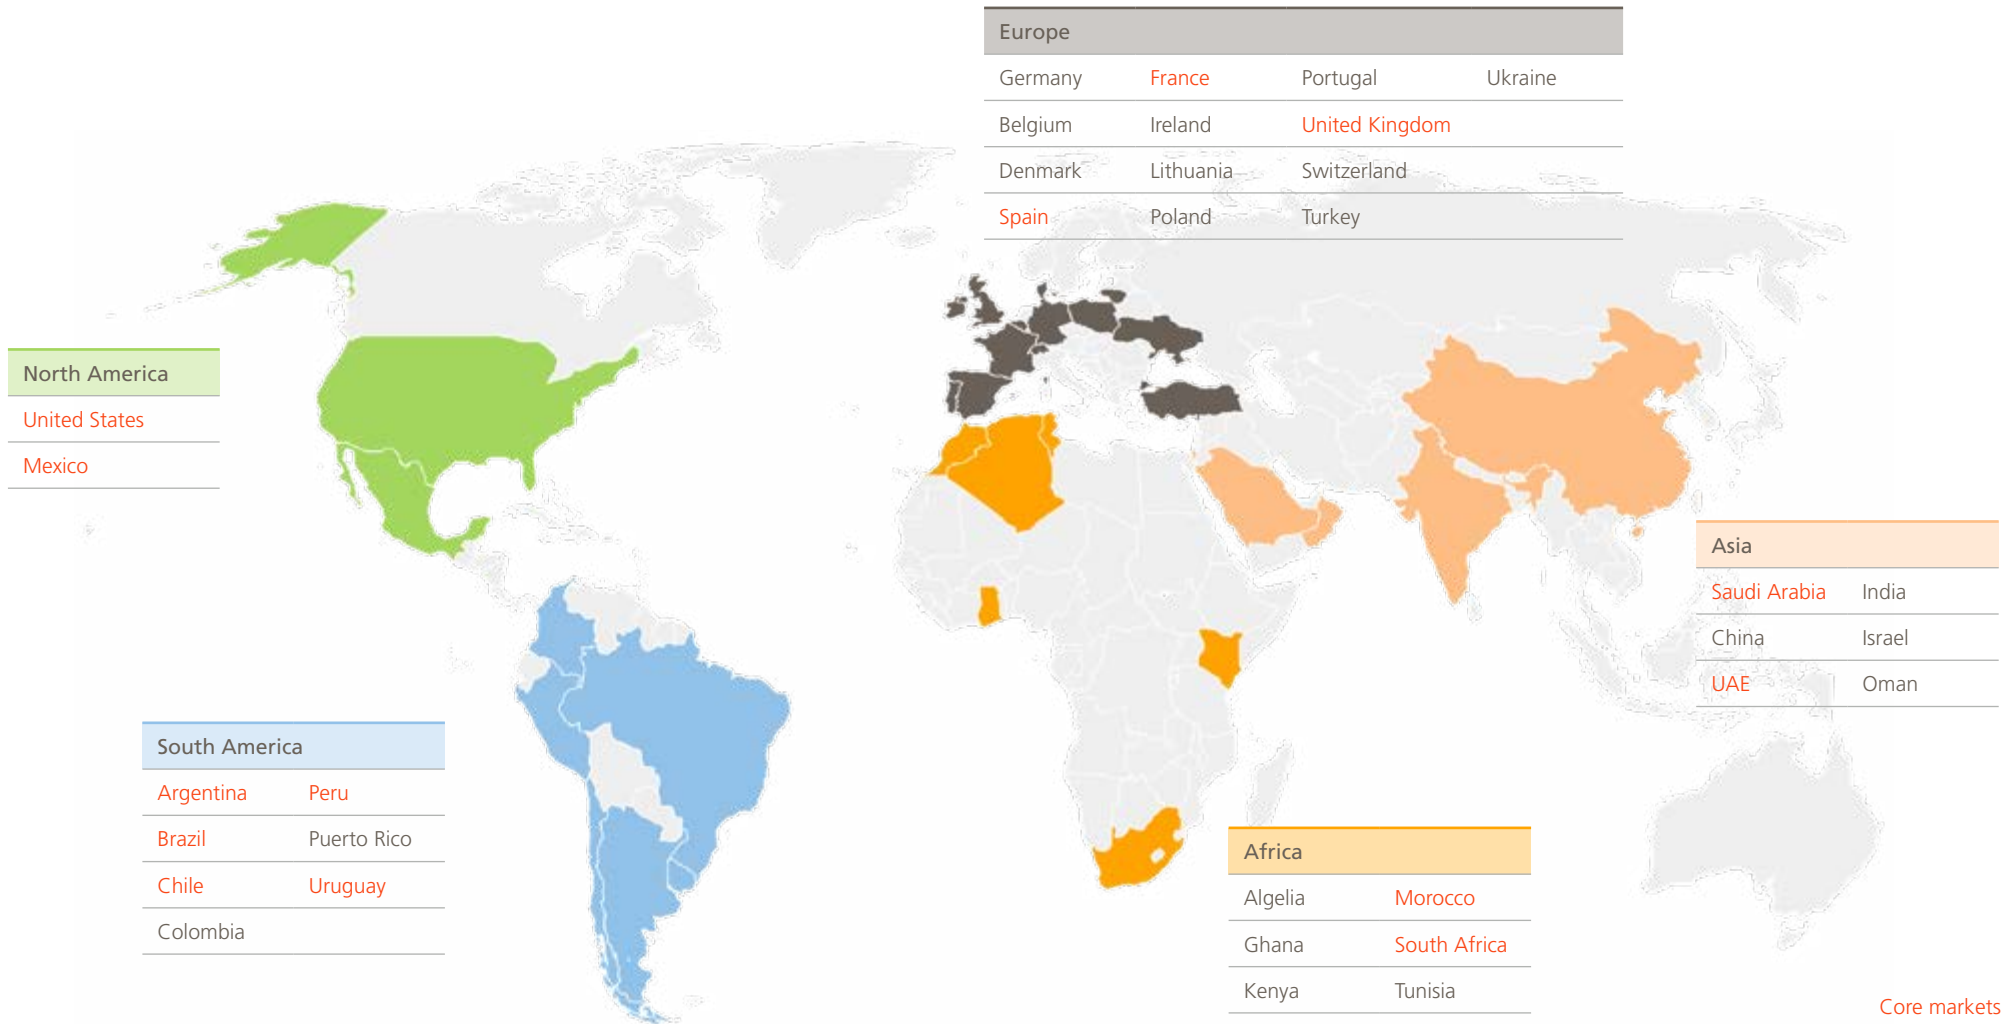 Europe
Germany France Portugal Ukraine
Belgium Ireland United Kingdom
Denmark Lithuania Switzerland
Spain Poland Turkey
North America
United States
Mexico
Asia
Saudi Arabia India
China Israel
UAE Oman
South America
Argentina Peru
Brazil Puerto Rico
Chile Uruguay
Colombia
Africa
Algelia Morocco
Ghana South Africa
Kenya Tunisia
Core markets